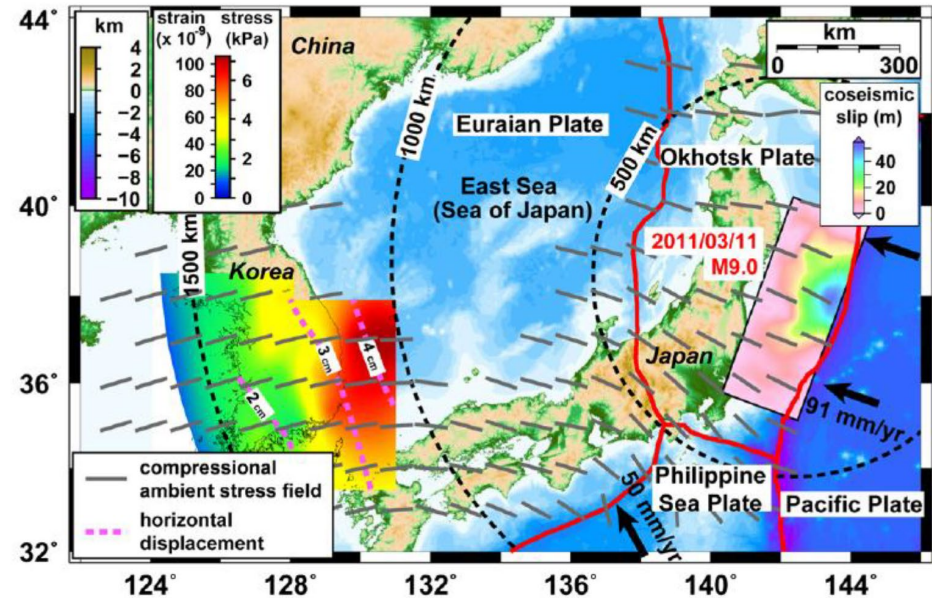 44°
40°
36°
32°
124°
128°
132°
136°
140°
144°
km
4
2
0
−2
−4
−6
−8
−10
strain
(x 10⁻⁹)
100
80
60
40
20
0
stress
(kPa)
6
4
2
0
China
1000 km
Euraian Plate
500 km
km
0
300
coseismic
slip (m)
40
20
0
Okhotsk Plate
East Sea
(Sea of Japan)
2011/03/11
M9.0
1500 km
Korea
2 cm
3 cm
4 cm
Japan
91 mm/yr
50 mm/yr
Philippine
Sea Plate
Pacific Plate
compressional
ambient stress field
horizontal
displacement